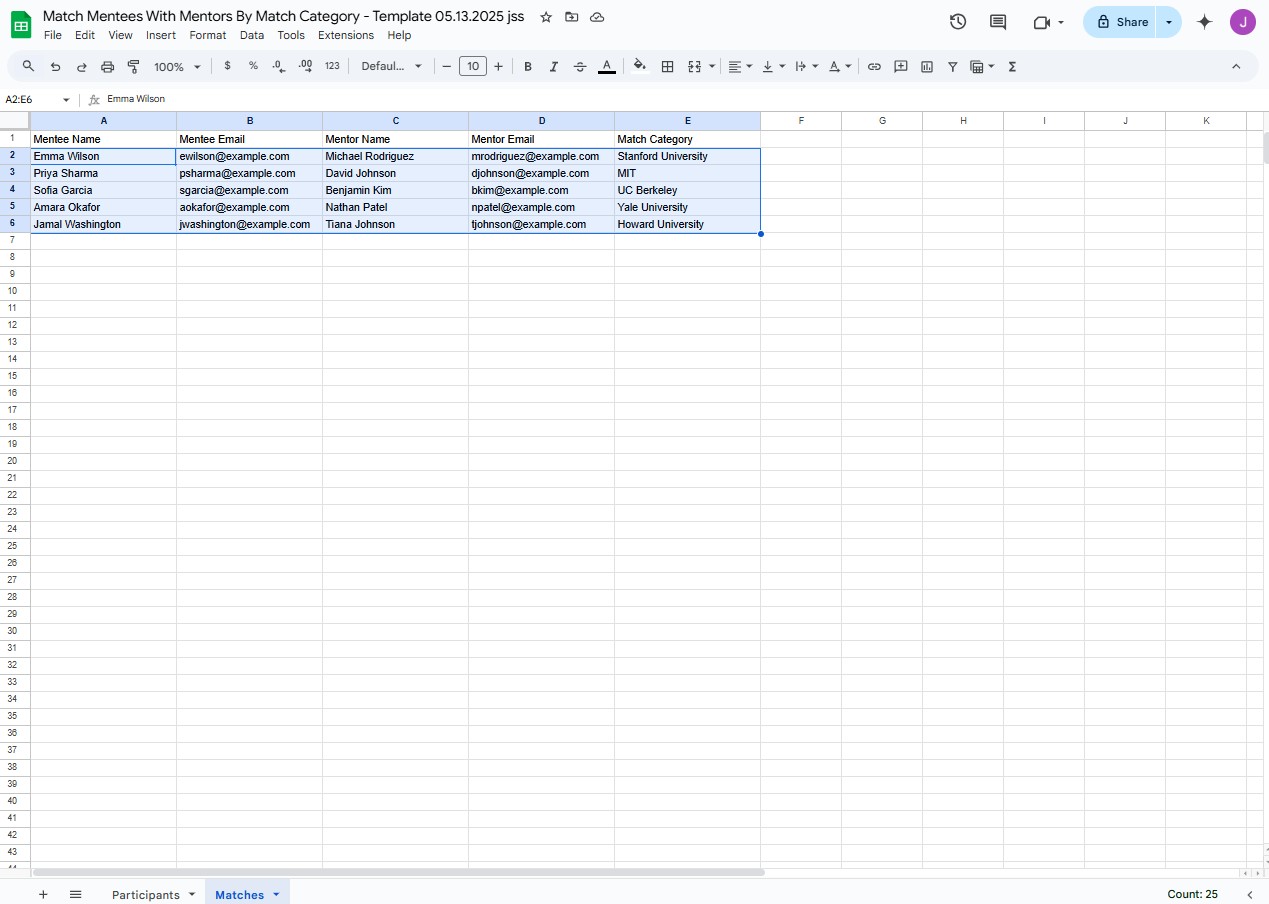 Match Mentees With Mentors By Match Category - Template 05.13.2025 jss
File Edit View Insert Format Data Tools Extensions Help
Share
J
100% $ % .0 .00 123 Defaul... 10 B I A
A2:E6 fx Emma Wilson
A B C D E F G H I J K
1 Mentee Name Mentee Email Mentor Name Mentor Email Match Category
2 Emma Wilson ewilson@example.com Michael Rodriguez mrodriguez@example.com Stanford University
3 Priya Sharma psharma@example.com David Johnson djohnson@example.com MIT
4 Sofia Garcia sgarcia@example.com Benjamin Kim bkim@example.com UC Berkeley
5 Amara Okafor aokafor@example.com Nathan Patel npatel@example.com Yale University
6 Jamal Washington jwashington@example.com Tiana Johnson tjohnson@example.com Howard University
7
8
9
10
11
12
13
14
15
16
17
18
19
20
21
22
23
24
25
26
27
28
29
30
31
32
33
34
35
36
37
38
39
40
41
42
43
44
Participants Matches Count: 25